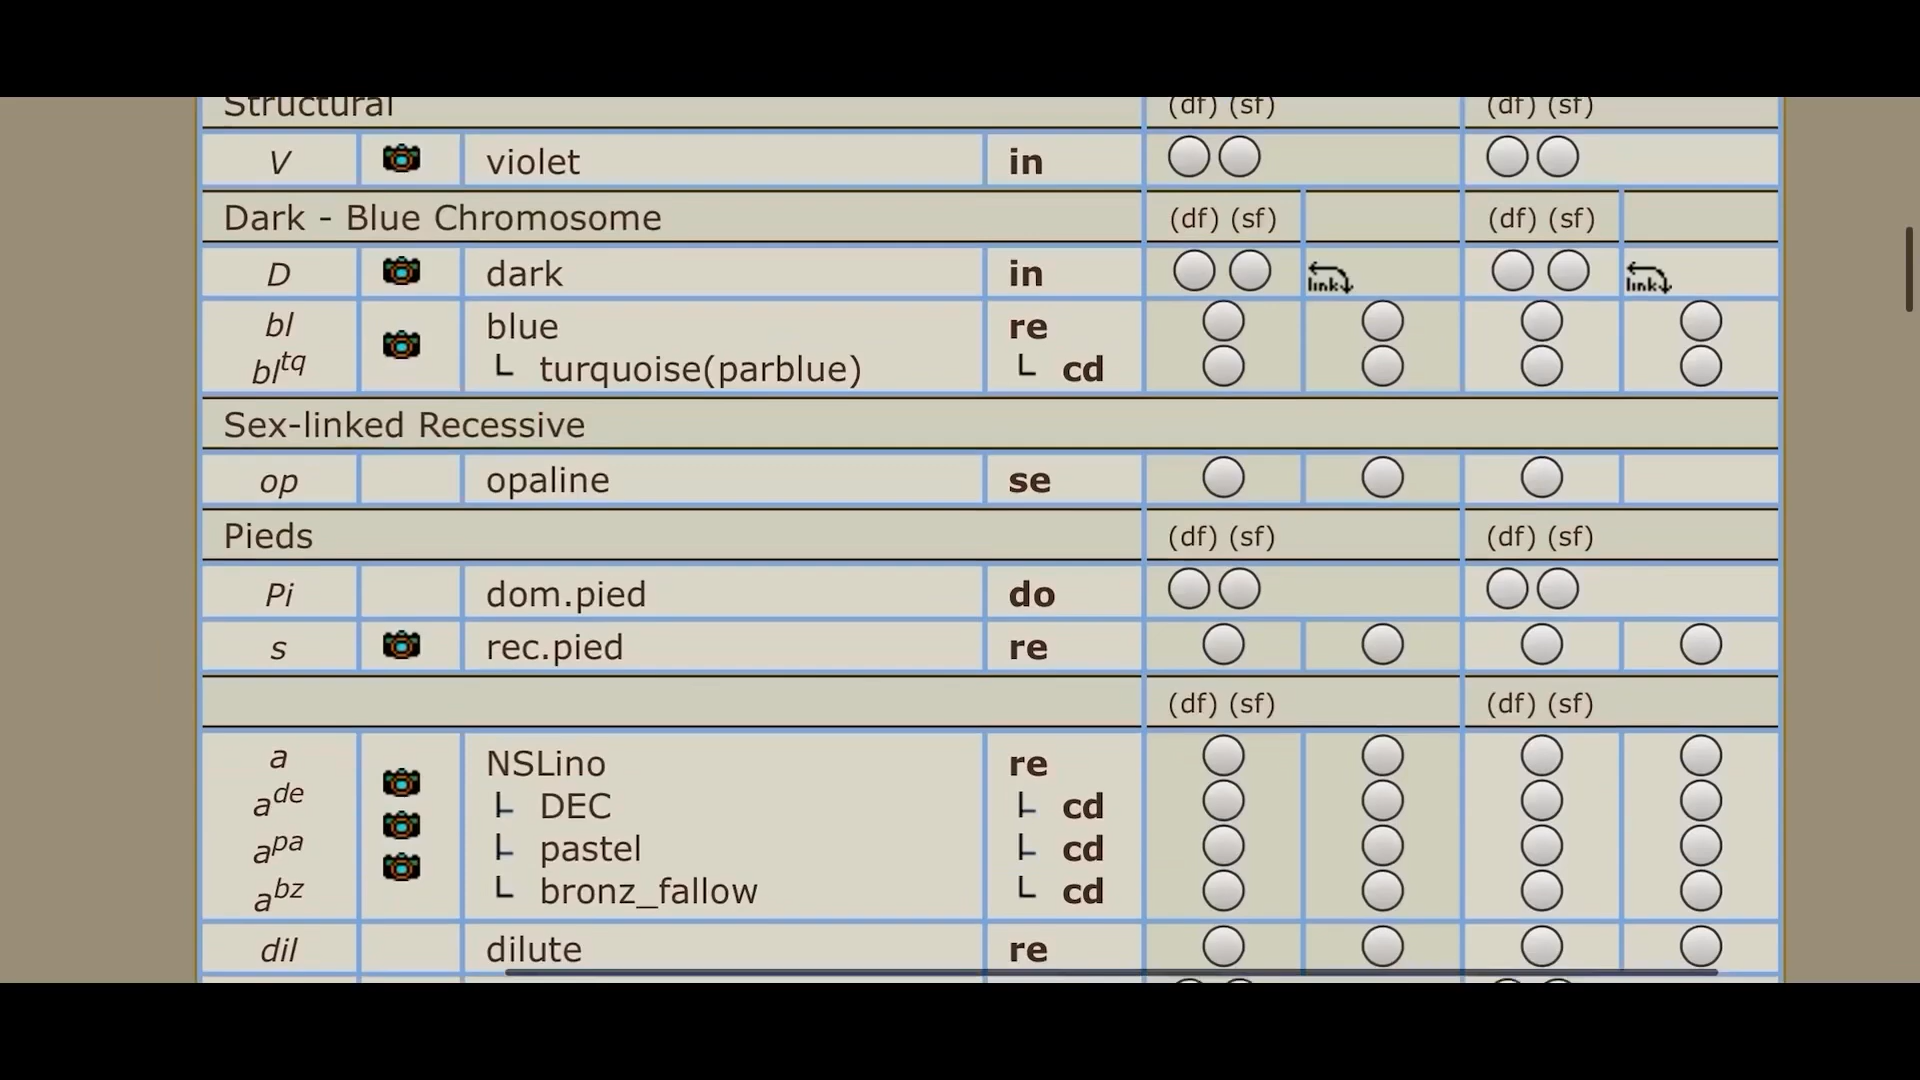 Structural (df) (sf) (df) (sf)
V violet in
Dark - Blue Chromosome (df) (sf) (df) (sf)
D dark in link link
bl blue re
bl^tq └ turquoise(parblue) └ cd
Sex-linked Recessive
op opaline se
Pieds (df) (sf) (df) (sf)
Pi dom.pied do
s rec.pied re
(df) (sf) (df) (sf)
a NSLino re
a^de ├ DEC ├ cd
a^pa ├ pastel ├ cd
a^bz └ bronz_fallow └ cd
dil dilute re